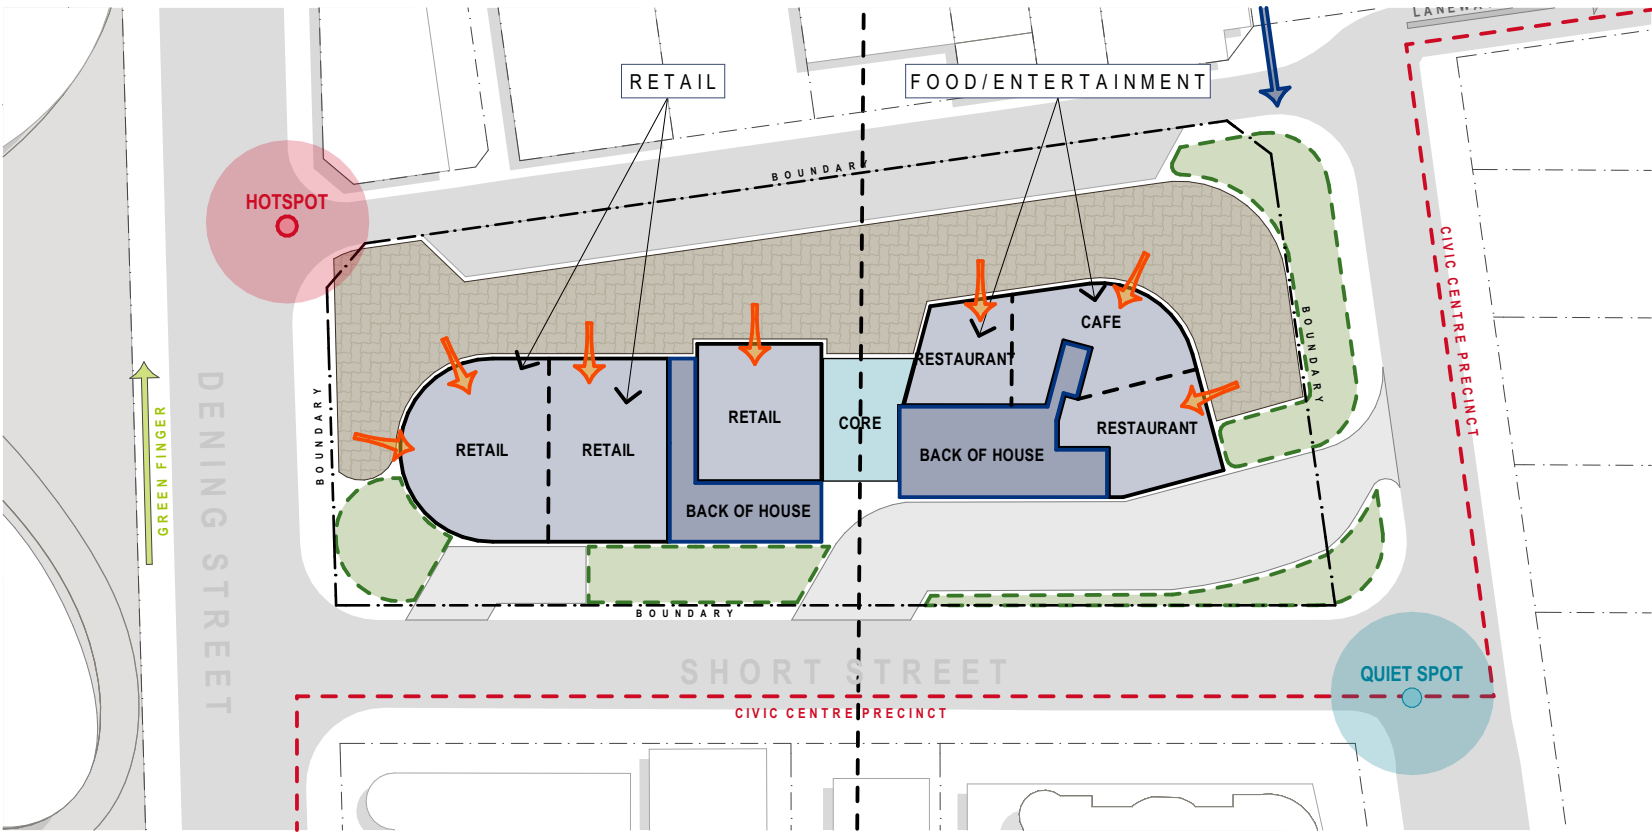 RETAIL
FOOD/ENTERTAINMENT
BOUNDARY
HOTSPOT
CIVIC CENTRE PRECINCT
BOUNDARY
CAFE
RESTAURANT
GREEN FINGER
DENING STREET
BOUNDARY
RETAIL
RETAIL
RETAIL
CORE
RESTAURANT
BACK OF HOUSE
BACK OF HOUSE
BOUNDARY
SHORT STREET
QUIET SPOT
CIVIC CENTRE PRECINCT